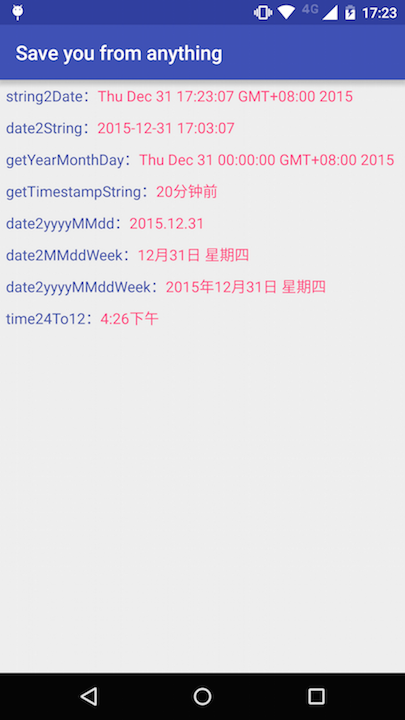 4G 17:23
Save you from anything
string2Date：Thu Dec 31 17:23:07 GMT+08:00 2015
date2String：2015-12-31 17:03:07
getYearMonthDay：Thu Dec 31 00:00:00 GMT+08:00 2015
getTimestampString：20分钟前
date2yyyyMMdd：2015.12.31
date2MMddWeek：12月31日 星期四
date2yyyyMMddWeek：2015年12月31日 星期四
time24To12：4:26下午